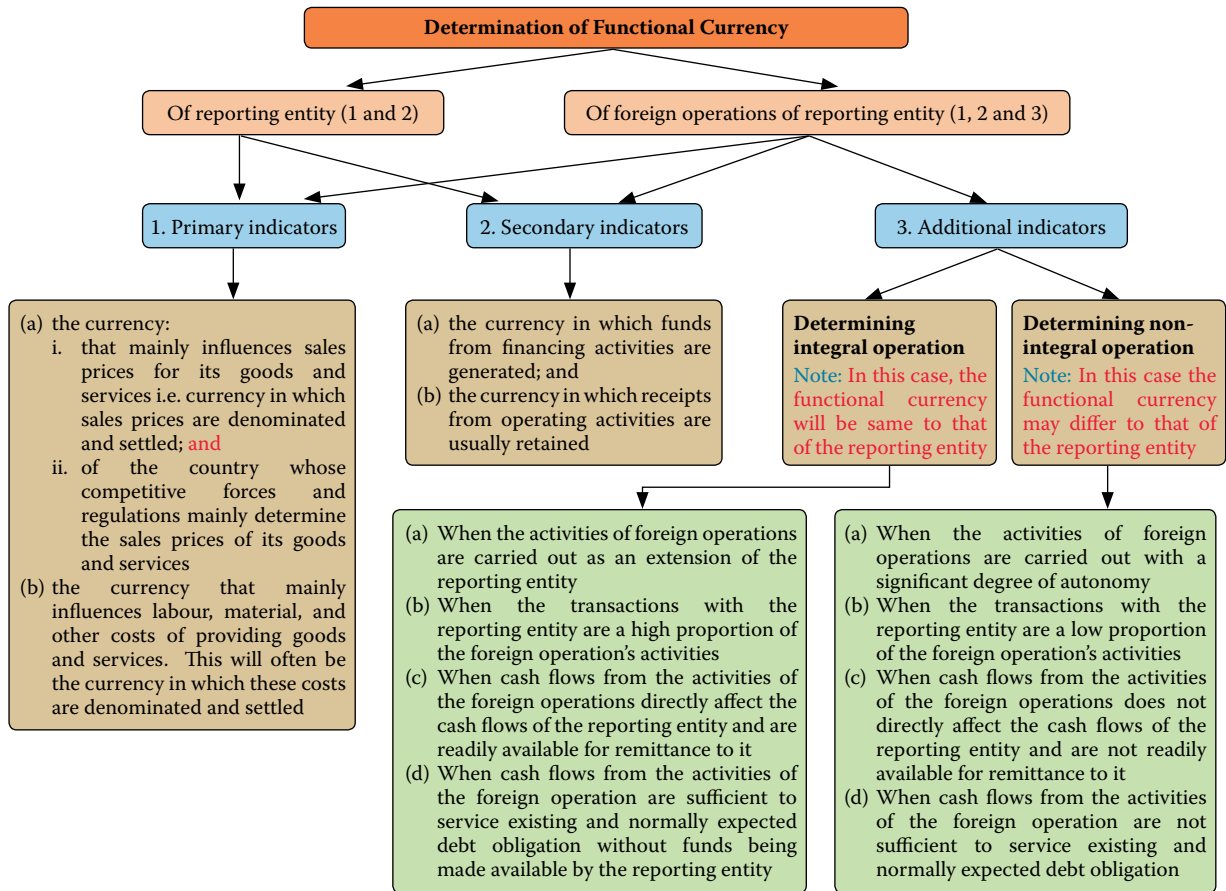 Determination of Functional Currency
Of reporting entity (1 and 2)
Of foreign operations of reporting entity (1, 2 and 3)
1. Primary indicators
2. Secondary indicators
3. Additional indicators
(a) the currency:
i. that mainly influences sales
prices for its goods and
services i.e. currency in which
sales prices are denominated
and settled; and
ii. of the country whose
competitive forces and
regulations mainly determine
the sales prices of its goods
and services
(b) the currency that mainly
influences labour, material, and
other costs of providing goods
and services. This will often be
the currency in which these costs
are denominated and settled
(a) the currency in which funds
from financing activities are
generated; and
(b) the currency in which receipts
from operating activities are
usually retained
Determining
integral operation
Note: In this case, the
functional currency
will be same to that
of the reporting entity
Determining non-
integral operation
Note: In this case the
functional currency
may differ to that of
the reporting entity
(a) When the activities of foreign operations
are carried out as an extension of the
reporting entity
(b) When the transactions with the
reporting entity are a high proportion of
the foreign operation's activities
(c) When cash flows from the activities of
the foreign operations directly affect the
cash flows of the reporting entity and are
readily available for remittance to it
(d) When cash flows from the activities of
the foreign operation are sufficient to
service existing and normally expected
debt obligation without funds being
made available by the reporting entity
(a) When the activities of foreign
operations are carried out with a
significant degree of autonomy
(b) When the transactions with the
reporting entity are a low proportion
of the foreign operation's activities
(c) When cash flows from the activities
of the foreign operations does not
directly affect the cash flows of the
reporting entity and are not readily
available for remittance to it
(d) When cash flows from the activities
of the foreign operation are not
sufficient to service existing and
normally expected debt obligation